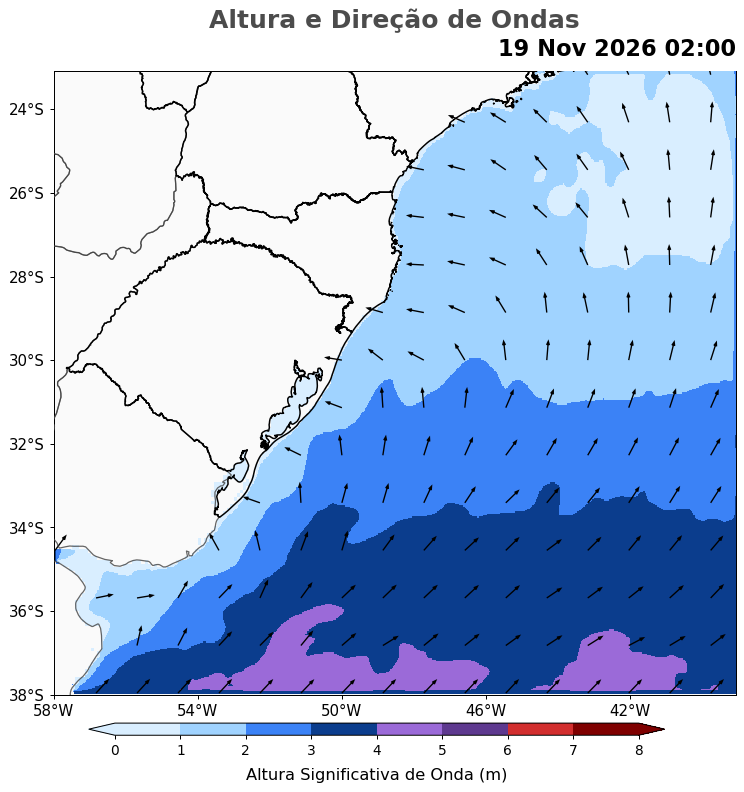 Altura e Direção de Ondas
19 Nov 2026 02:00
24°S
26°S
28°S
30°S
32°S
34°S
36°S
38°S
58°W 54°W 50°W 46°W 42°W
0 1 2 3 4 5 6 7 8
Altura Significativa de Onda (m)